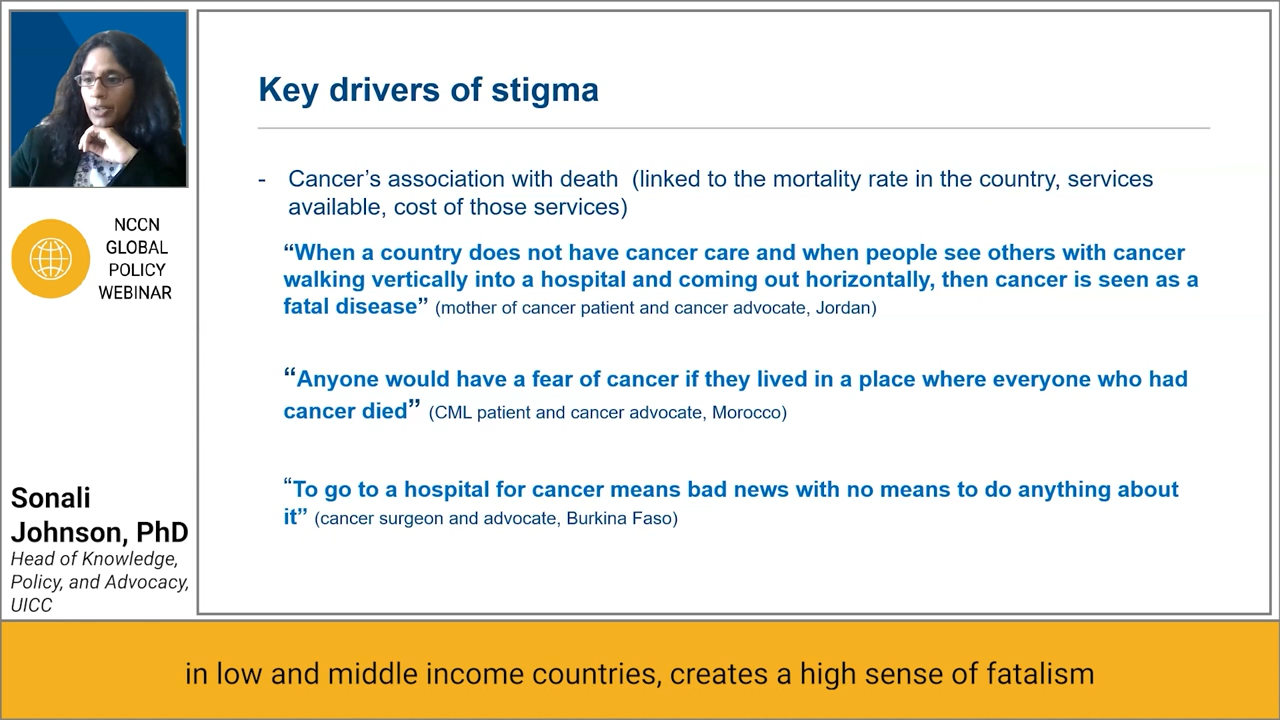 Key drivers of stigma
- Cancer’s association with death (linked to the mortality rate in the country, services
available, cost of those services)
“When a country does not have cancer care and when people see others with cancer
walking vertically into a hospital and coming out horizontally, then cancer is seen as a
fatal disease” (mother of cancer patient and cancer advocate, Jordan)
“Anyone would have a fear of cancer if they lived in a place where everyone who had
cancer died” (CML patient and cancer advocate, Morocco)
“To go to a hospital for cancer means bad news with no means to do anything about
it” (cancer surgeon and advocate, Burkina Faso)
NCCN
GLOBAL
POLICY
WEBINAR
Sonali
Johnson, PhD
Head of Knowledge,
Policy, and Advocacy,
UICC
in low and middle income countries, creates a high sense of fatalism